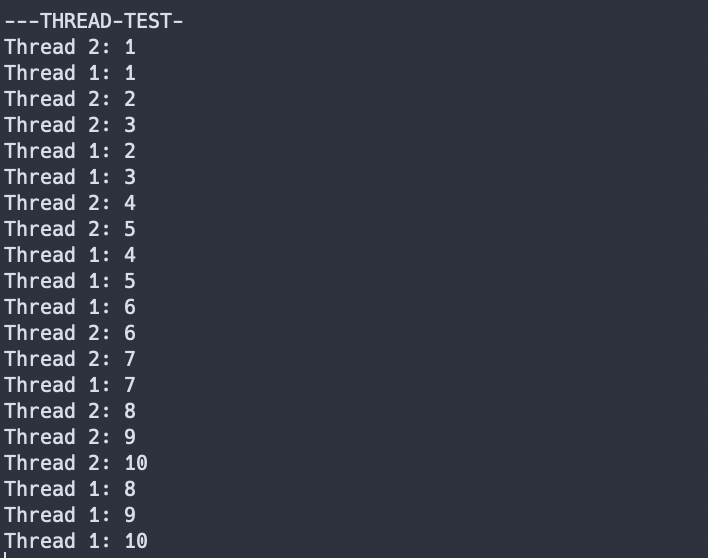 ---THREAD-TEST-
Thread 2: 1
Thread 1: 1
Thread 2: 2
Thread 2: 3
Thread 1: 2
Thread 1: 3
Thread 2: 4
Thread 2: 5
Thread 1: 4
Thread 1: 5
Thread 1: 6
Thread 2: 6
Thread 2: 7
Thread 1: 7
Thread 2: 8
Thread 2: 9
Thread 2: 10
Thread 1: 8
Thread 1: 9
Thread 1: 10